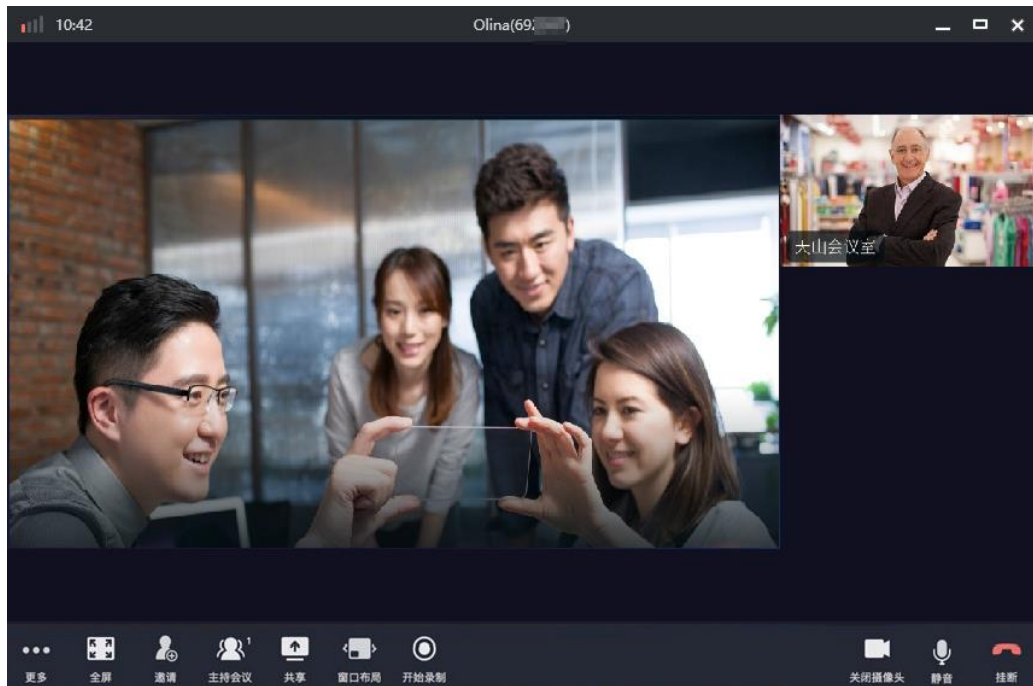 10:42
Olina(69
天山会议室
1
更多
全屏
邀请
主持会议
共享
窗口布局
开始录制
关闭摄像头
静音
挂断